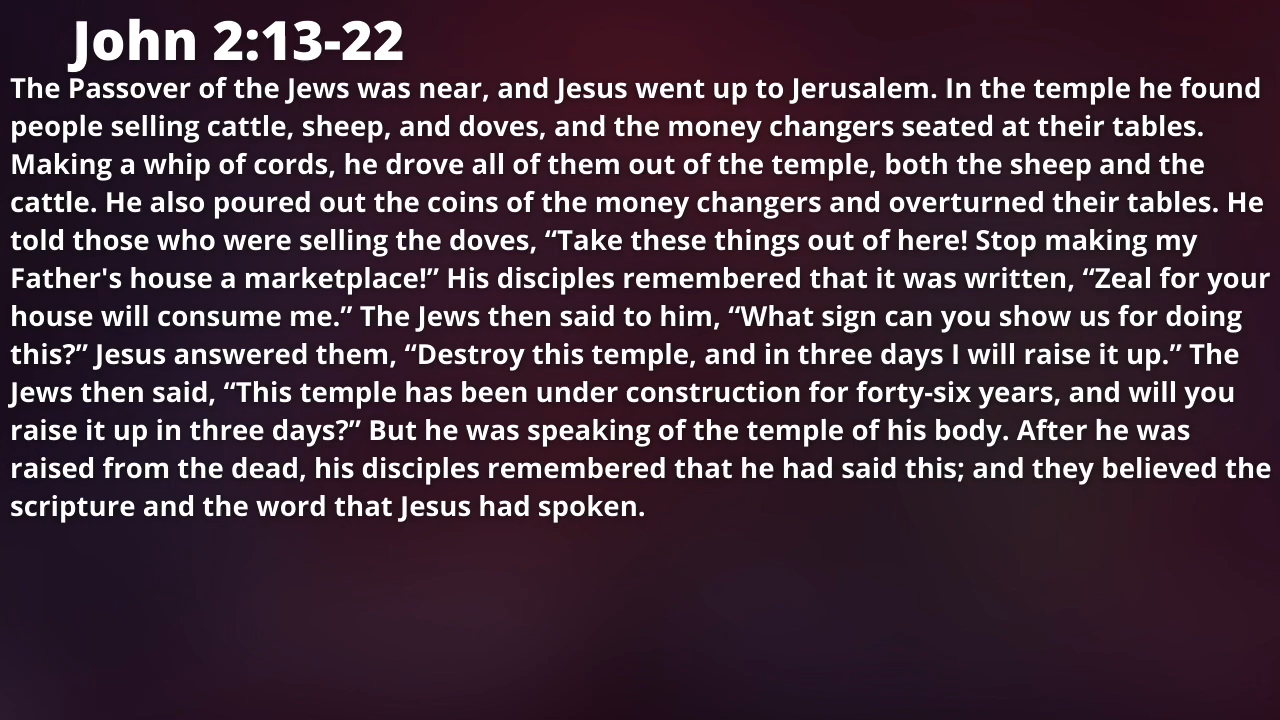 John 2:13-22
The Passover of the Jews was near, and Jesus went up to Jerusalem. In the temple he found
people selling cattle, sheep, and doves, and the money changers seated at their tables.
Making a whip of cords, he drove all of them out of the temple, both the sheep and the
cattle. He also poured out the coins of the money changers and overturned their tables. He
told those who were selling the doves, “Take these things out of here! Stop making my
Father's house a marketplace!” His disciples remembered that it was written, “Zeal for your
house will consume me.” The Jews then said to him, “What sign can you show us for doing
this?” Jesus answered them, “Destroy this temple, and in three days I will raise it up.” The
Jews then said, “This temple has been under construction for forty-six years, and will you
raise it up in three days?” But he was speaking of the temple of his body. After he was
raised from the dead, his disciples remembered that he had said this; and they believed the
scripture and the word that Jesus had spoken.